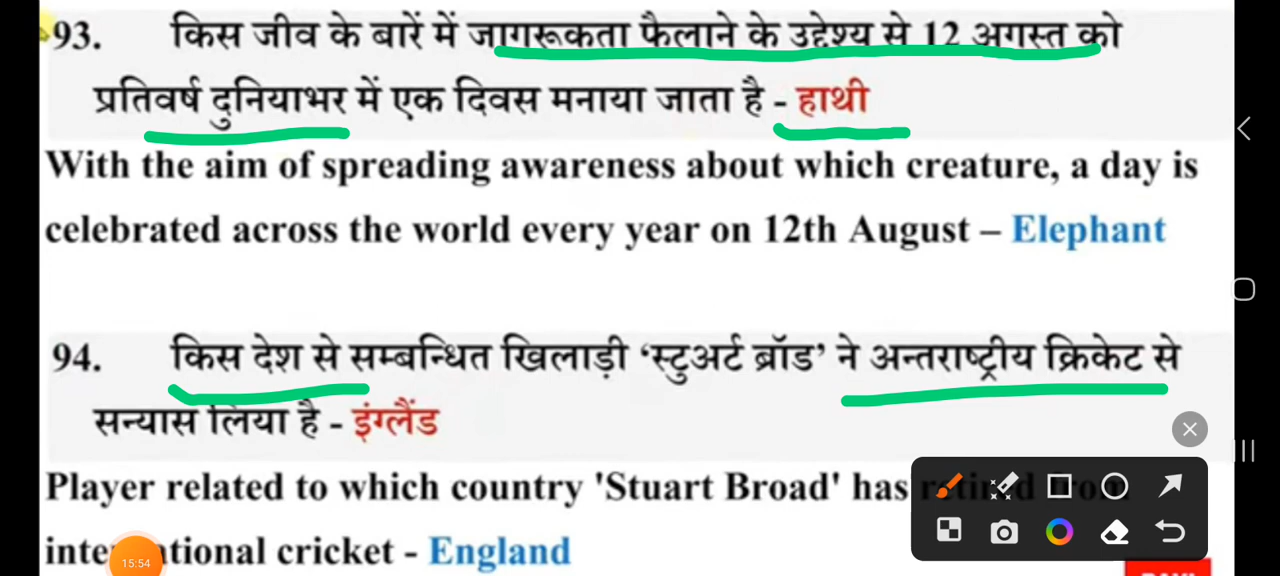 93. किस जीव के बारें में जागरूकता फैलाने के उद्देश्य से 12 अगस्त को
प्रतिवर्ष दुनियाभर में एक दिवस मनाया जाता है - हाथी
With the aim of spreading awareness about which creature, a day is
celebrated across the world every year on 12th August – Elephant
94. किस देश से सम्बन्धित खिलाड़ी ‘स्टुअर्ट ब्रॉड’ ने अन्तराष्ट्रीय क्रिकेट से
सन्यास लिया है - इंग्लैंड
Player related to which country 'Stuart Broad' has retired from
cricket - England
15:54